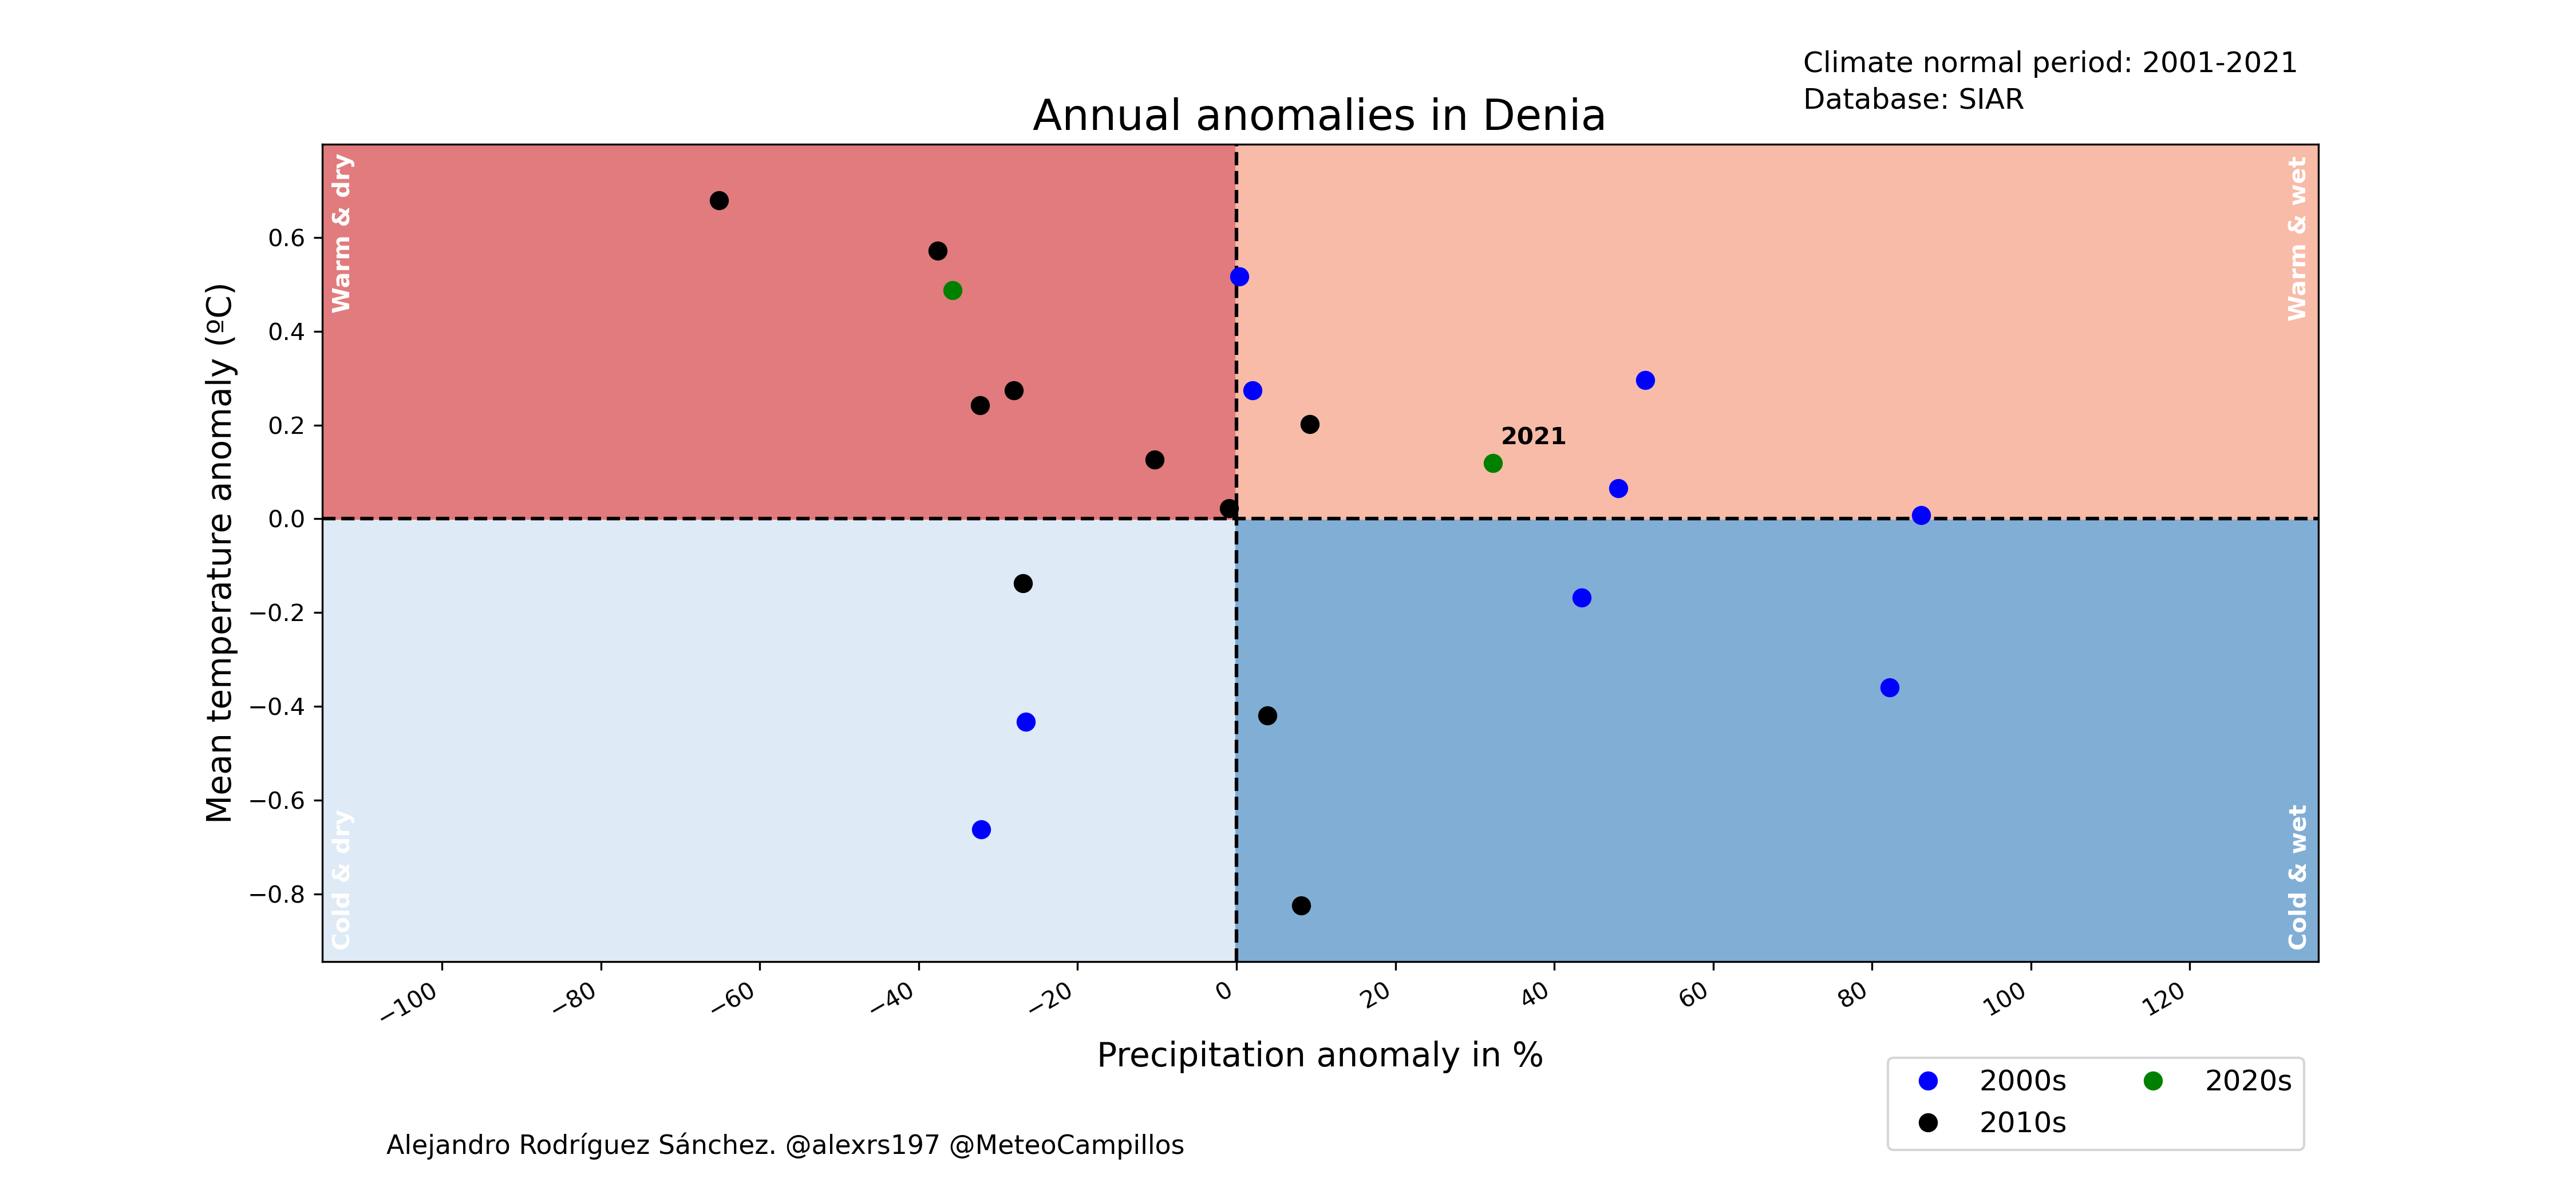 Climate normal period: 2001-2021
Database: SIAR
Annual anomalies in Denia
Warm & dry
Warm & wet
Cold & dry
Cold & wet
2021
Mean temperature anomaly (ºC)
0.6
0.4
0.2
0.0
−0.2
−0.4
−0.6
−0.8
−100
−80
−60
−40
−20
0
20
40
60
80
100
120
Precipitation anomaly in %
2000s
2010s
2020s
Alejandro Rodríguez Sánchez. @alexrs197 @MeteoCampillos